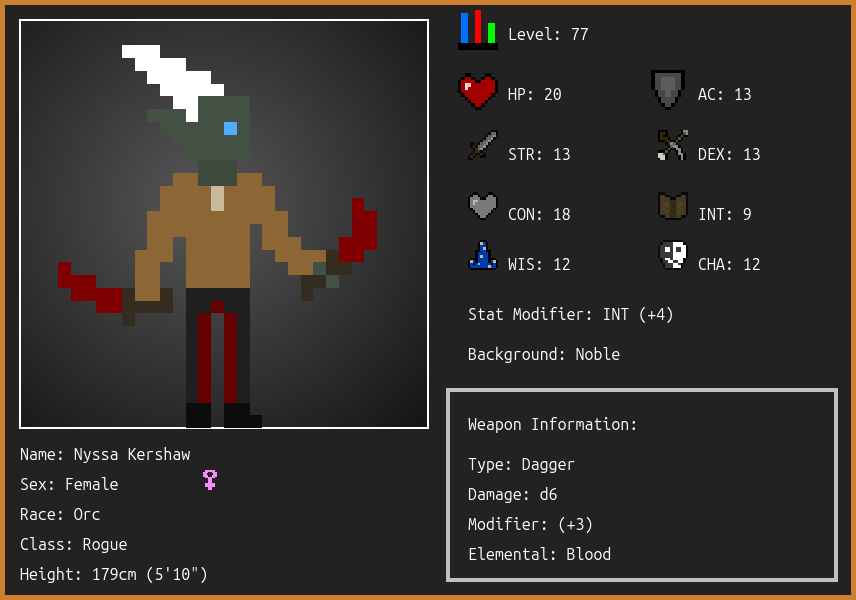 Level: 77
HP: 20
AC: 13
STR: 13
DEX: 13
CON: 18
INT: 9
WIS: 12
CHA: 12
Stat Modifier: INT (+4)
Background: Noble
Weapon Information:
Type: Dagger
Damage: d6
Modifier: (+3)
Elemental: Blood
Name: Nyssa Kershaw
Sex: Female
Race: Orc
Class: Rogue
Height: 179cm (5'10")